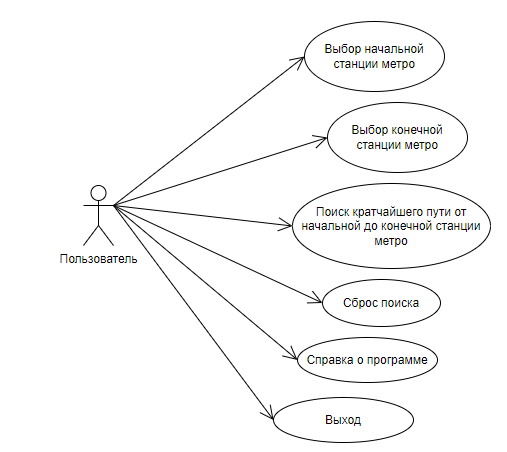 Выбор начальной
станции метро
Выбор конечной
станции метро
Поиск кратчайшего пути от
начальной до конечной станции
метро
Пользователь
Сброс поиска
Справка о программе
Выход